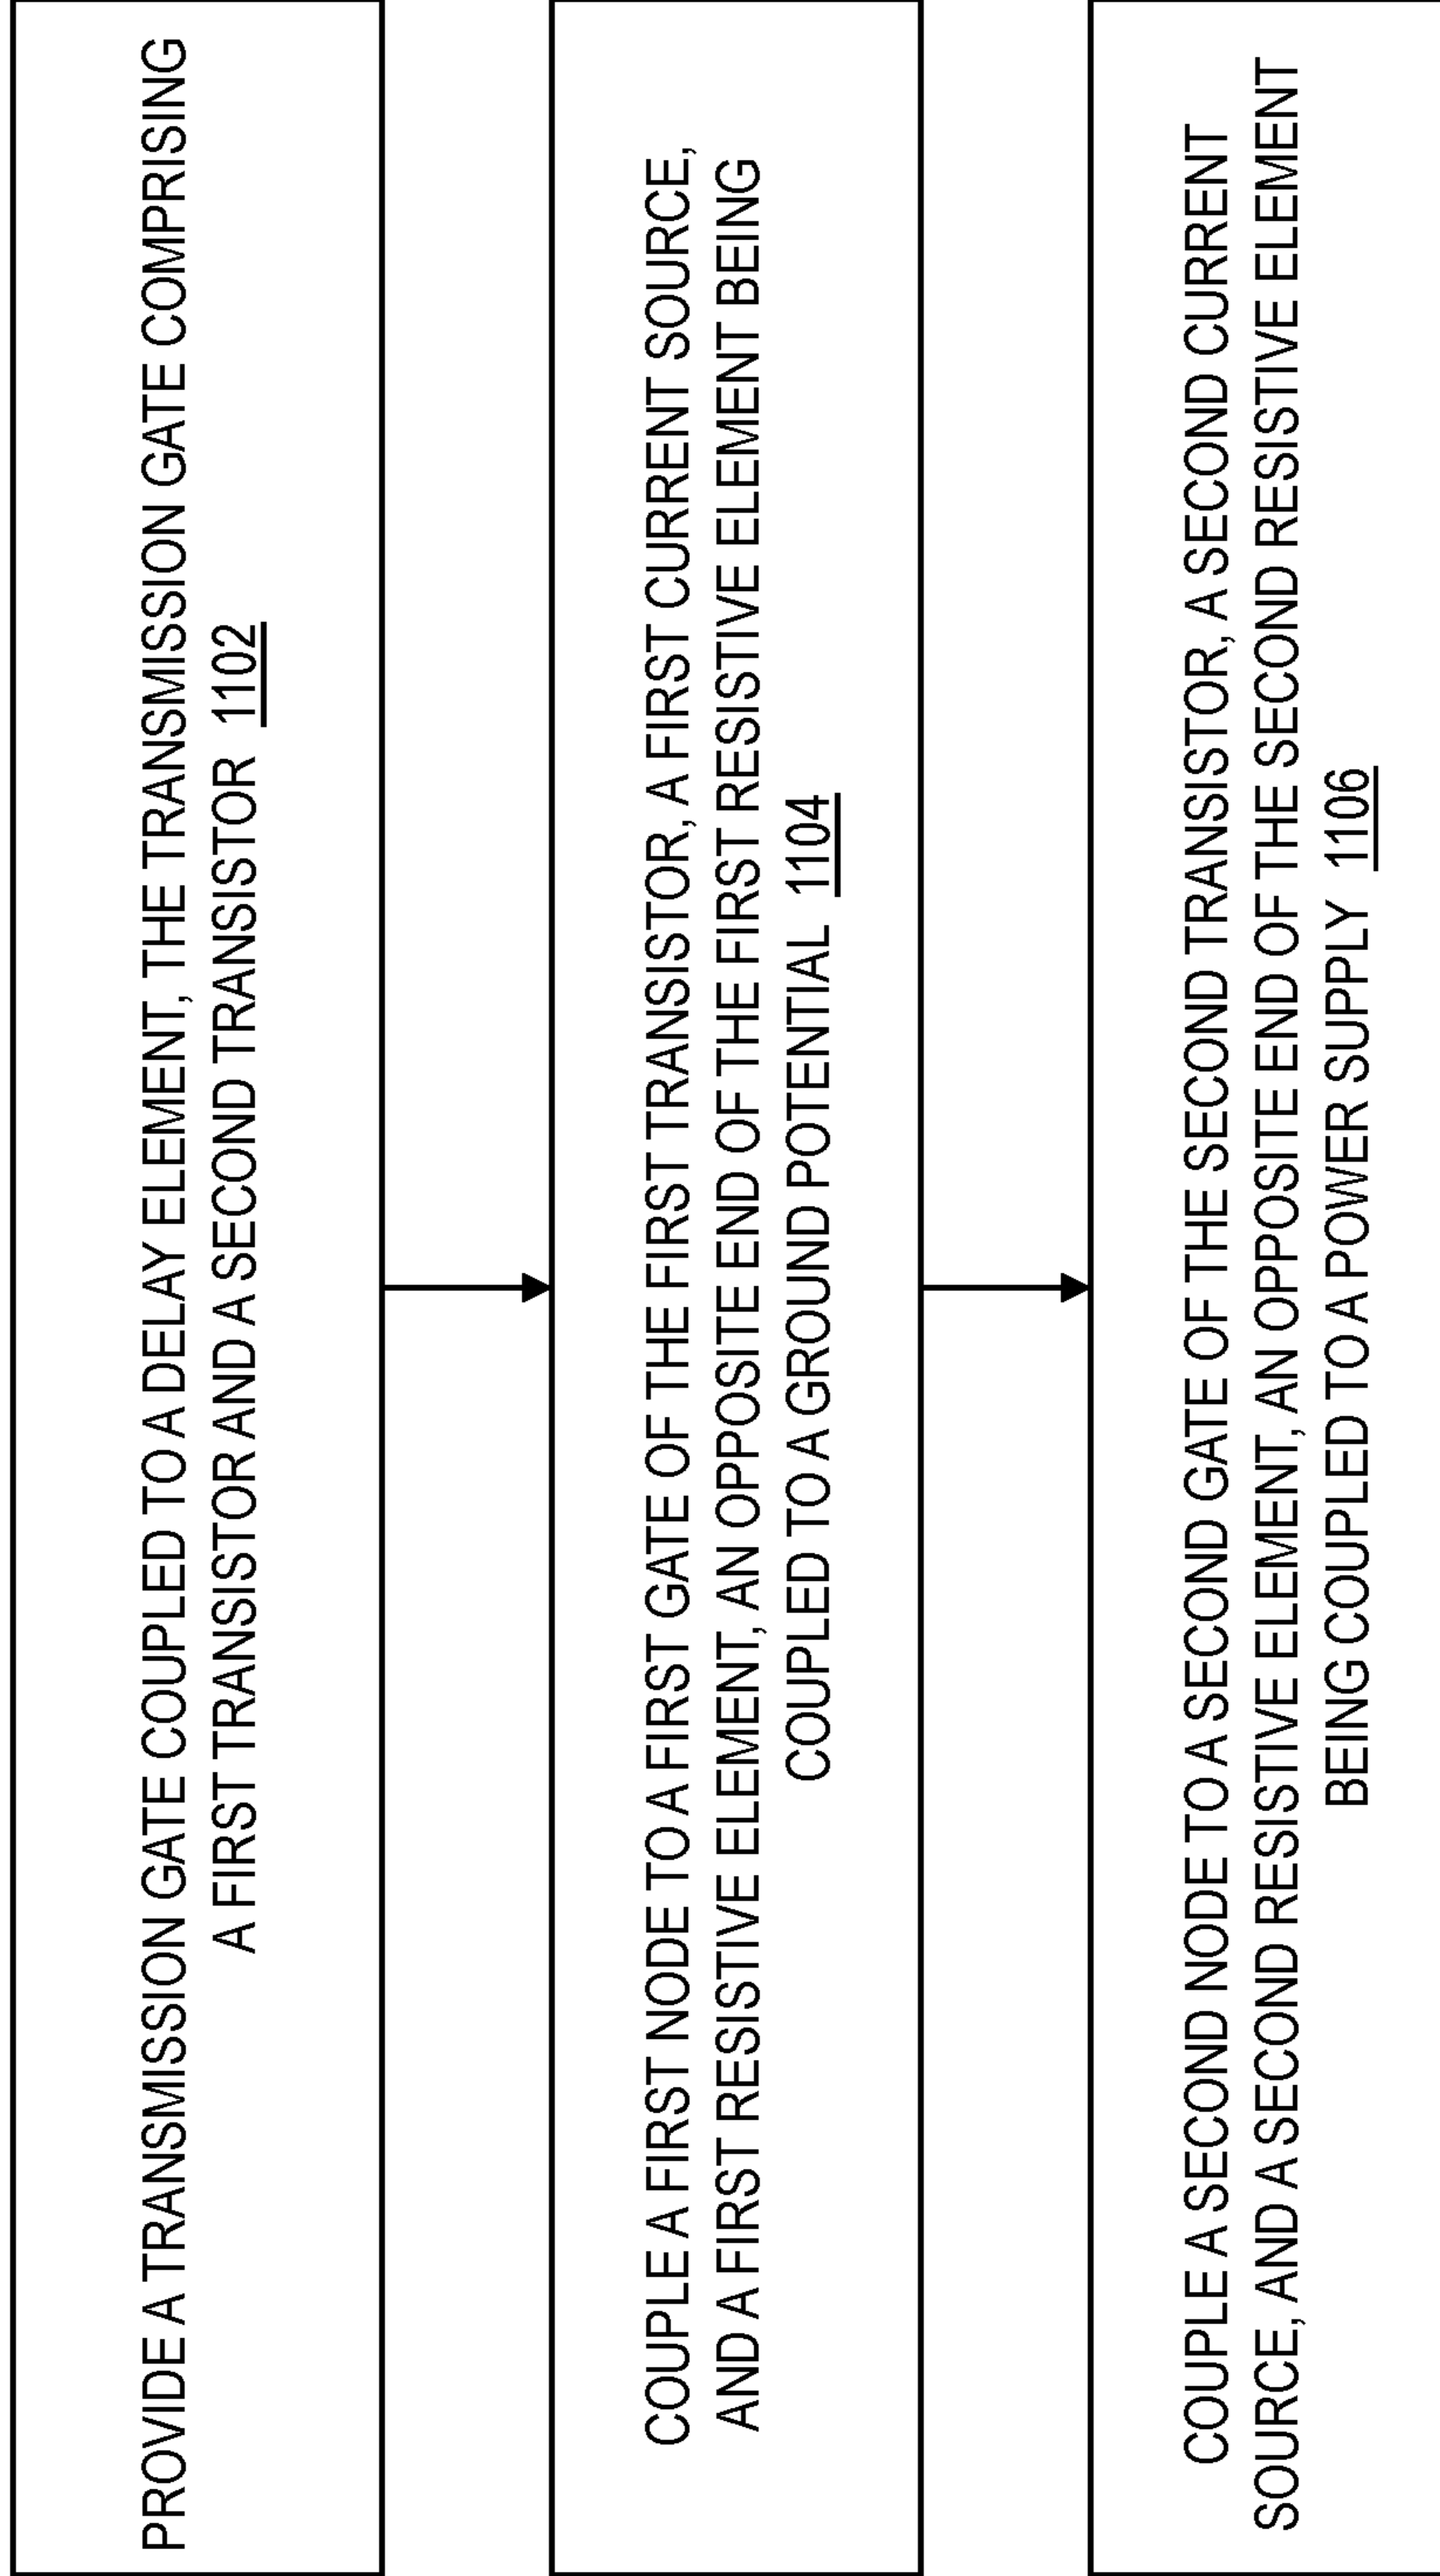 PROVIDE A TRANSMISSION GATE COUPLED TO A DELAY ELEMENT, THE TRANSMISSION GATE COMPRISING
A FIRST TRANSISTOR AND A SECOND TRANSISTOR 1102
COUPLE A FIRST NODE TO A FIRST GATE OF THE FIRST TRANSISTOR, A FIRST CURRENT SOURCE,
AND A FIRST RESISTIVE ELEMENT, AN OPPOSITE END OF THE FIRST RESISTIVE ELEMENT BEING
COUPLED TO A GROUND POTENTIAL 1104
COUPLE A SECOND NODE TO A SECOND GATE OF THE SECOND TRANSISTOR, A SECOND CURRENT
SOURCE, AND A SECOND RESISTIVE ELEMENT, AN OPPOSITE END OF THE SECOND RESISTIVE ELEMENT
BEING COUPLED TO A POWER SUPPLY 1106